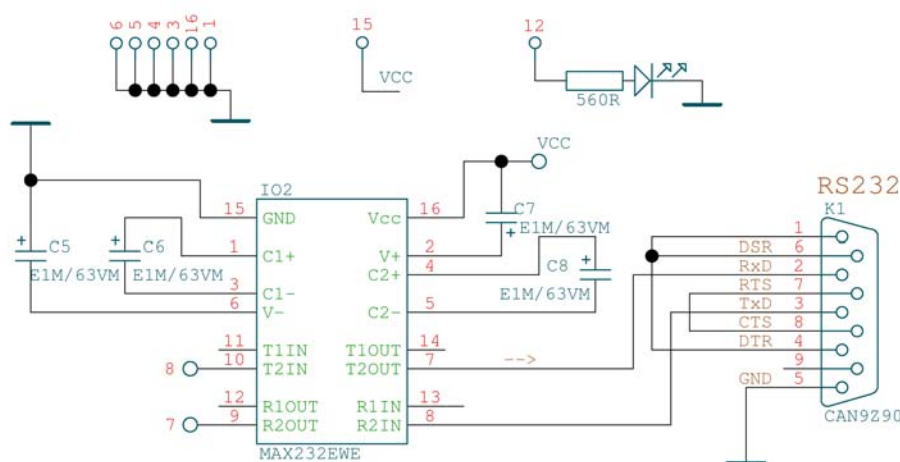 6 5 4 3 16 1
15
VCC
12
560R
VCC
RS232
IO2
K1
15 GND
Vcc 16
C7
E1M/63VM
1
C5
C6
1 C1+
V+ 2
DSR 6
E1M/63VM
E1M/63VM
C2+ 4
C8
RxD 2
3 C1-
E1M/63VM
RTS 7
6 V-
C2- 5
TxD 3
CTS 8
11 T1IN
T1OUT 14
DTR 4
8
10 T2IN
T2OUT 7
-->
9
12 R1OUT
R1IN 13
GND 5
7
9 R2OUT
R2IN 8
CAN9Z90
MAX232EWE